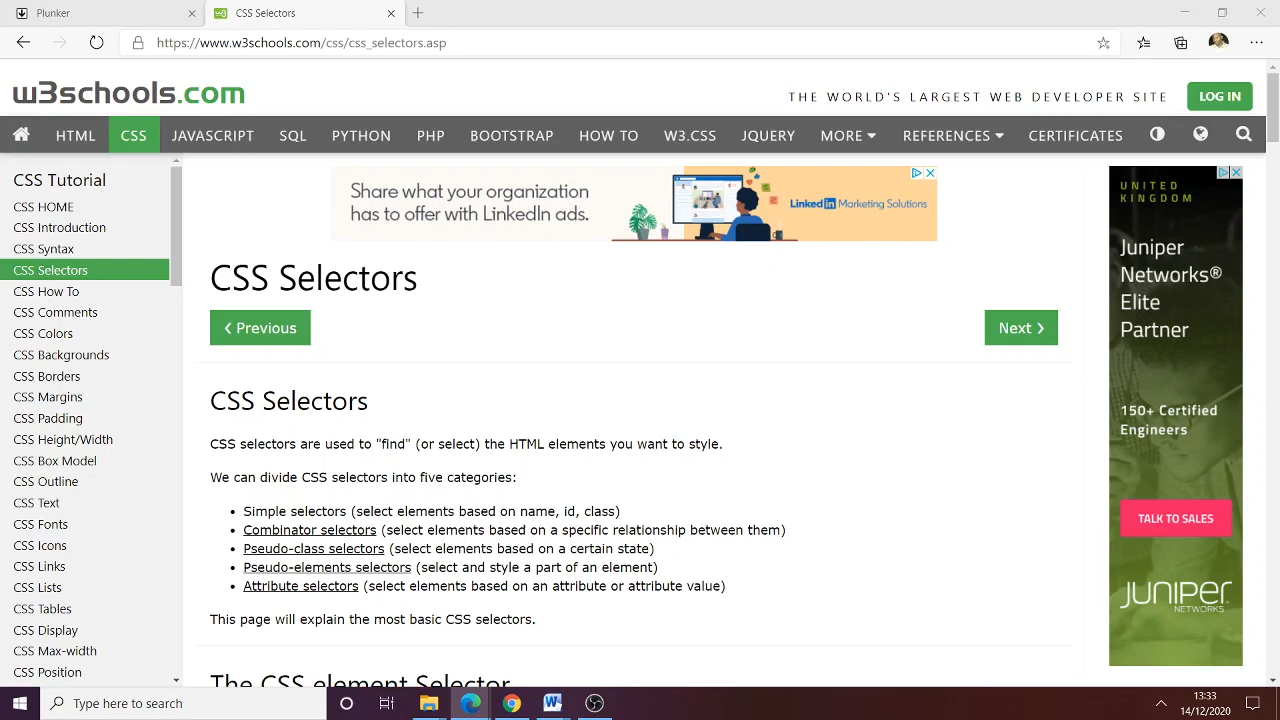 Plunker
CSS Selectors
https://www.w3schools.com/css/css_selectors.asp
w3schools.com
THE WORLD'S LARGEST WEB DEVELOPER SITE
LOG IN
HTML CSS JAVASCRIPT SQL PYTHON PHP BOOTSTRAP HOW TO W3.CSS JQUERY MORE REFERENCES CERTIFICATES
CSS Tutorial
CSS HOME
CSS Introduction
CSS Syntax
CSS Selectors
CSS How To
CSS Comments
CSS Colors
CSS Backgrounds
CSS Borders
CSS Margins
CSS Padding
CSS Height/Width
CSS Box Model
CSS Outline
CSS Text
CSS Fonts
CSS Icons
CSS Links
CSS Lists
CSS Tables
CSS Display
CSS Max-width
CSS Position
Share what your organization
has to offer with LinkedIn ads.
LinkedIn Marketing Solutions
CSS Selectors
❮ Previous
Next ❯
CSS Selectors
CSS selectors are used to "find" (or select) the HTML elements you want to style.
We can divide CSS selectors into five categories:
• Simple selectors (select elements based on name, id, class)
• Combinator selectors (select elements based on a specific relationship between them)
• Pseudo-class selectors (select elements based on a certain state)
• Pseudo-elements selectors (select and style a part of an element)
• Attribute selectors (select elements based on an attribute or attribute value)
This page will explain the most basic CSS selectors.
The CSS element Selector
UNITED
KINGDOM
Juniper
Networks®
Elite
Partner
150+ Certified
Engineers
TALK TO SALES
JUNIPER
NETWORKS
Type here to search
13:33
14/12/2020